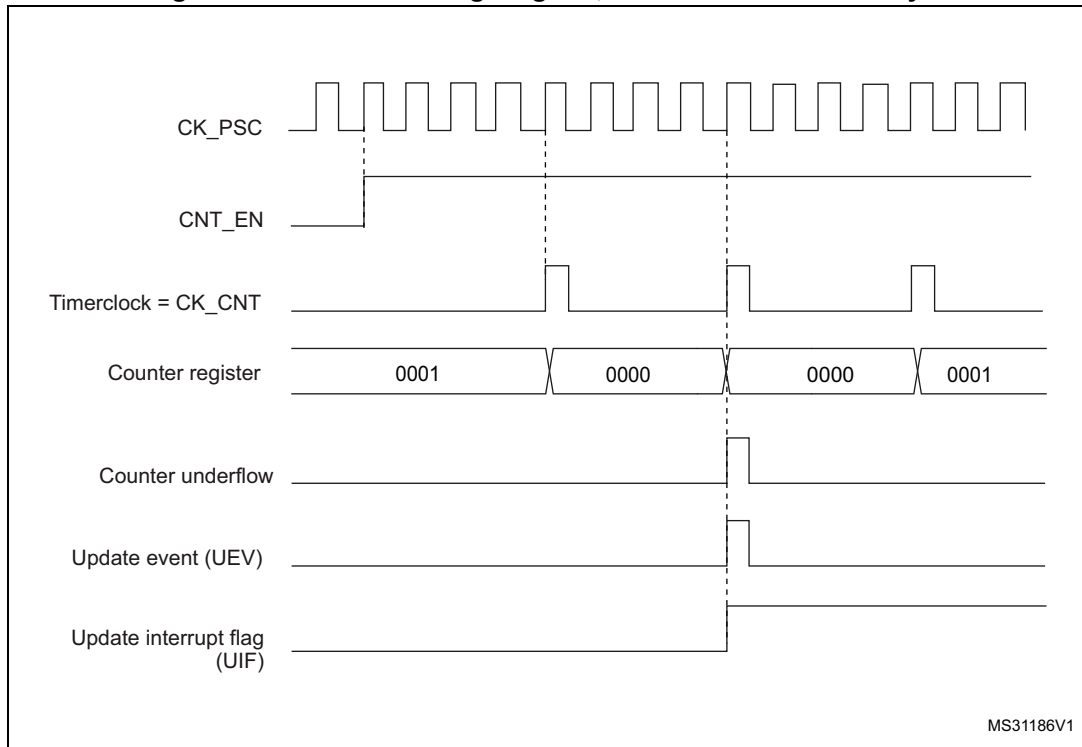 CK_PSC
CNT_EN
Timerclock = CK_CNT
Counter register 0001 0000 0000 0001
Counter underflow
Update event (UEV)
Update interrupt flag
(UIF)
MS31186V1